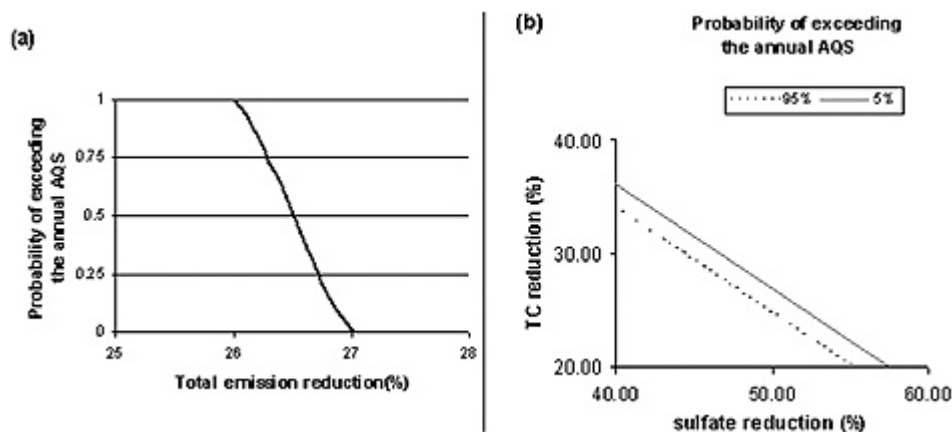 (a)
Probability of exceeding
the annual AQS
1
0.75
0.5
0.25
0
25 26 27 28
Total emission reduction(%)
(b)
Probability of exceeding
the annual AQS
95% 5%
TC reduction (%)
40.00
30.00
20.00
40.00 50.00 60.00
sulfate reduction (%)